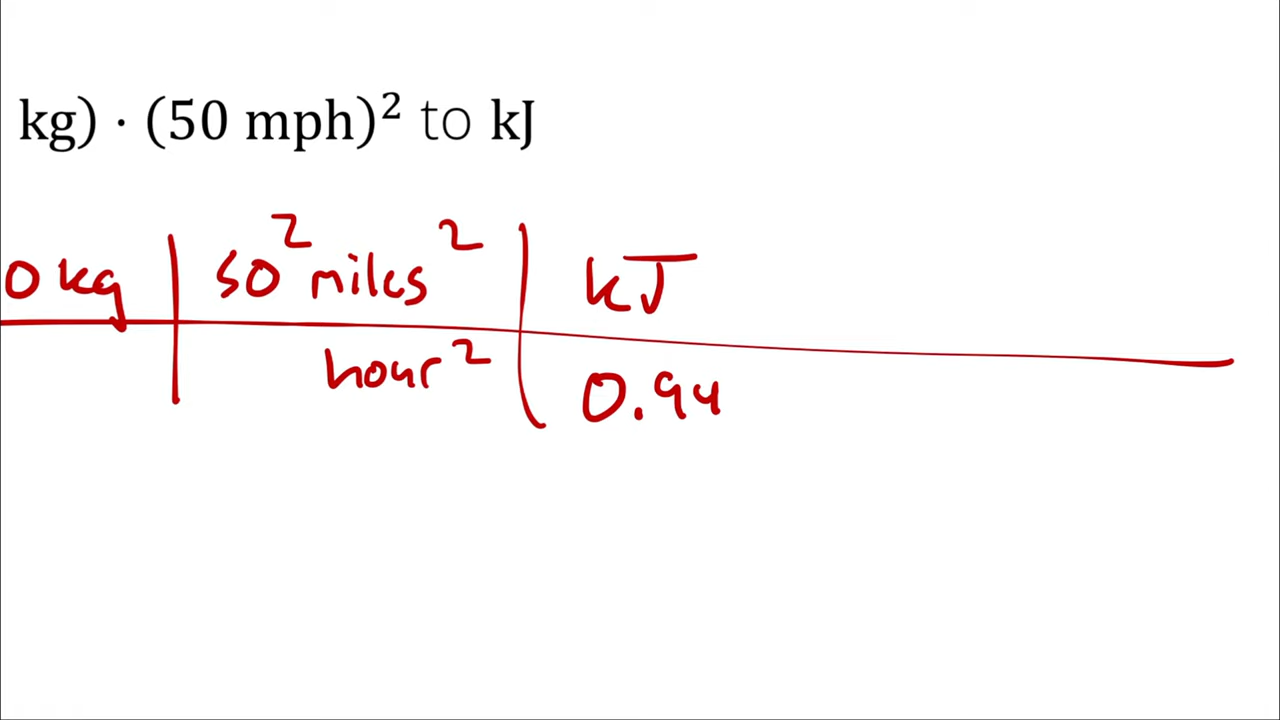 kg) · (50 mph)² to kJ
0 kg | 50² miles² | kJ
hour² | 0.94